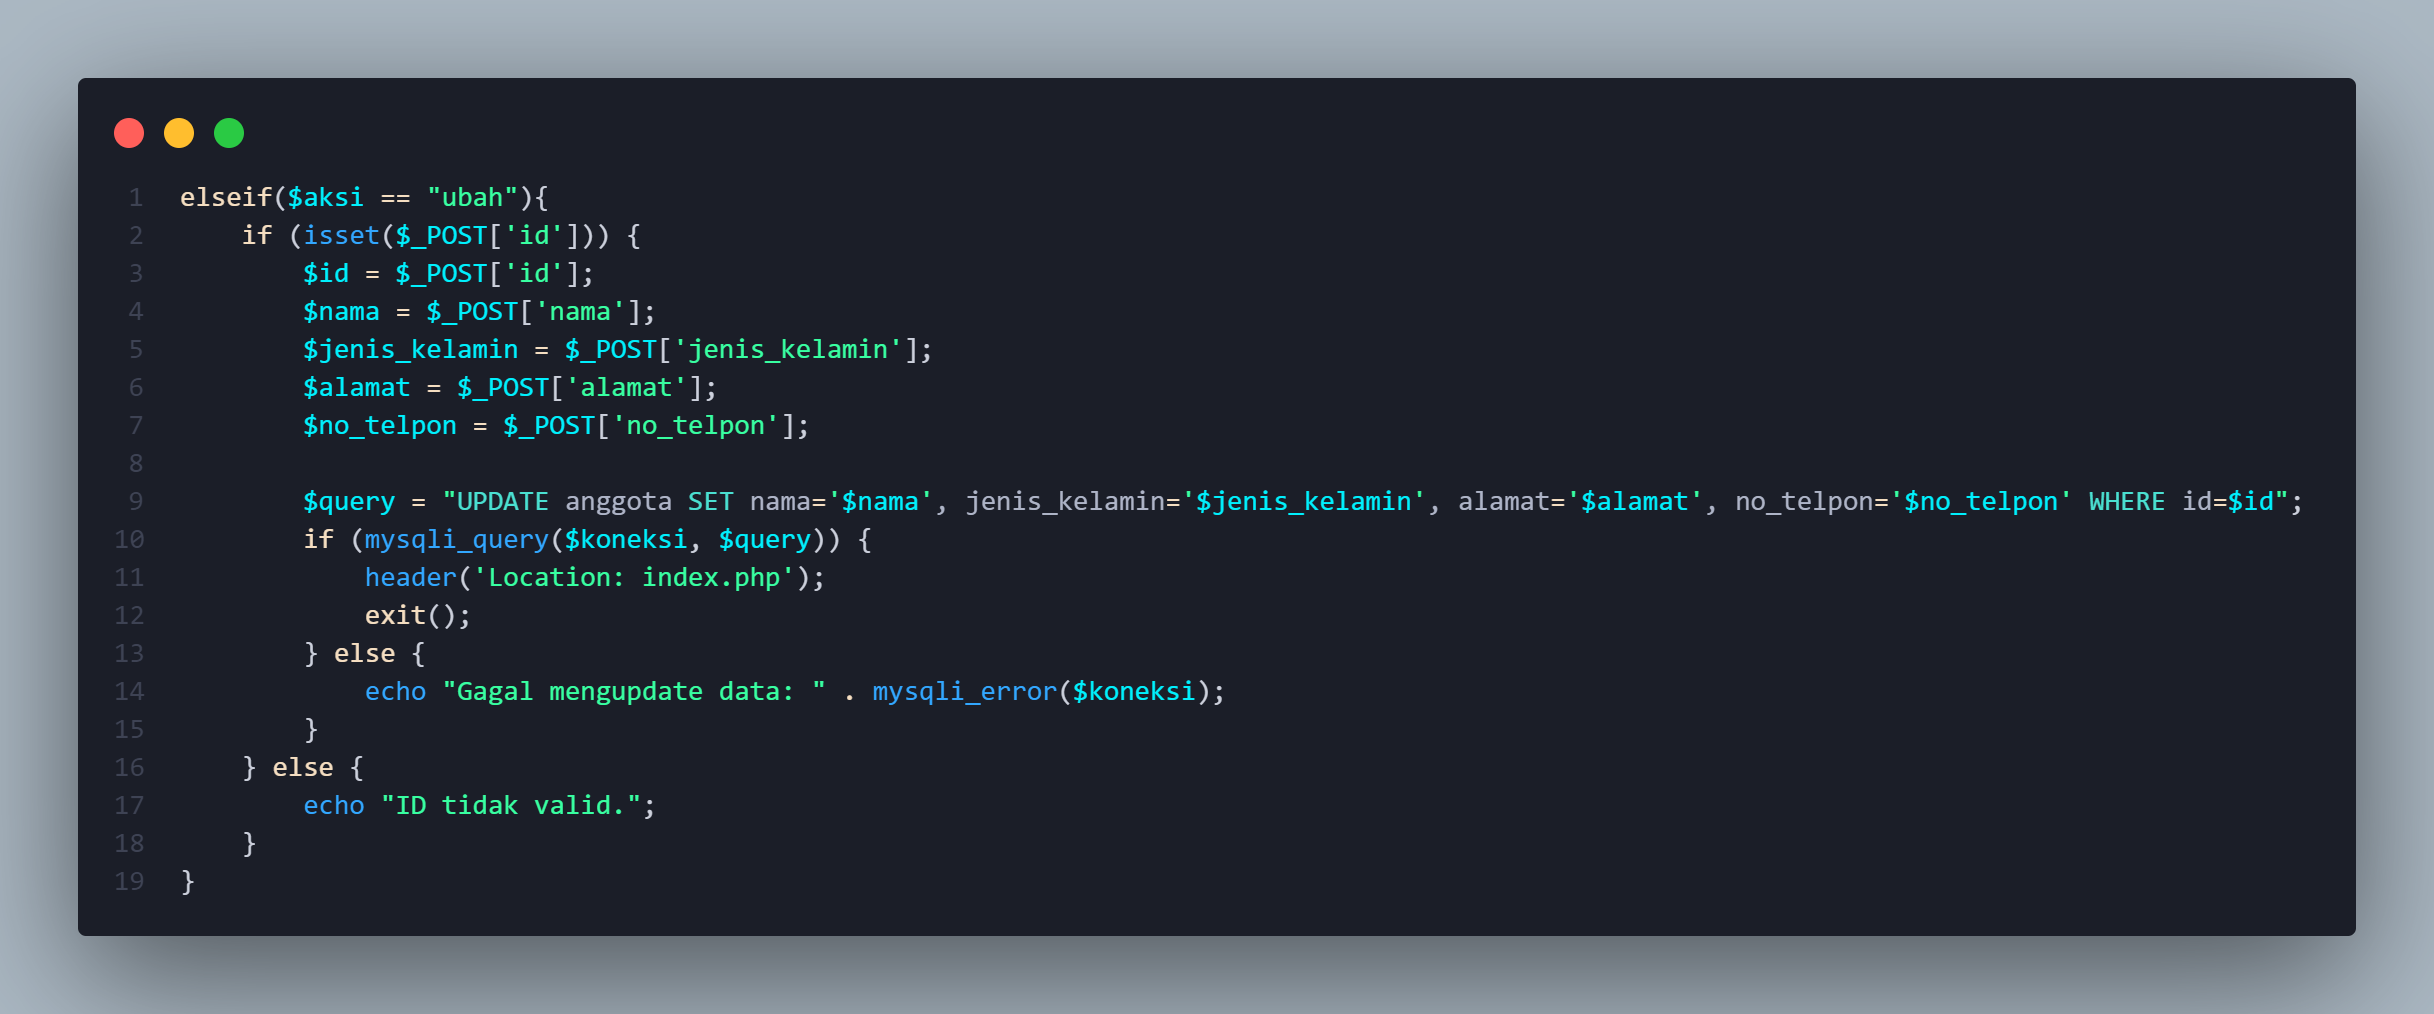 1 elseif($aksi == "ubah"){
2     if (isset($_POST['id'])) {
3         $id = $_POST['id'];
4         $nama = $_POST['nama'];
5         $jenis_kelamin = $_POST['jenis_kelamin'];
6         $alamat = $_POST['alamat'];
7         $no_telpon = $_POST['no_telpon'];
8
9         $query = "UPDATE anggota SET nama='$nama', jenis_kelamin='$jenis_kelamin', alamat='$alamat', no_telpon='$no_telpon' WHERE id=$id";
10         if (mysqli_query($koneksi, $query)) {
11             header('Location: index.php');
12             exit();
13         } else {
14             echo "Gagal mengupdate data: " . mysqli_error($koneksi);
15         }
16     } else {
17         echo "ID tidak valid.";
18     }
19 }